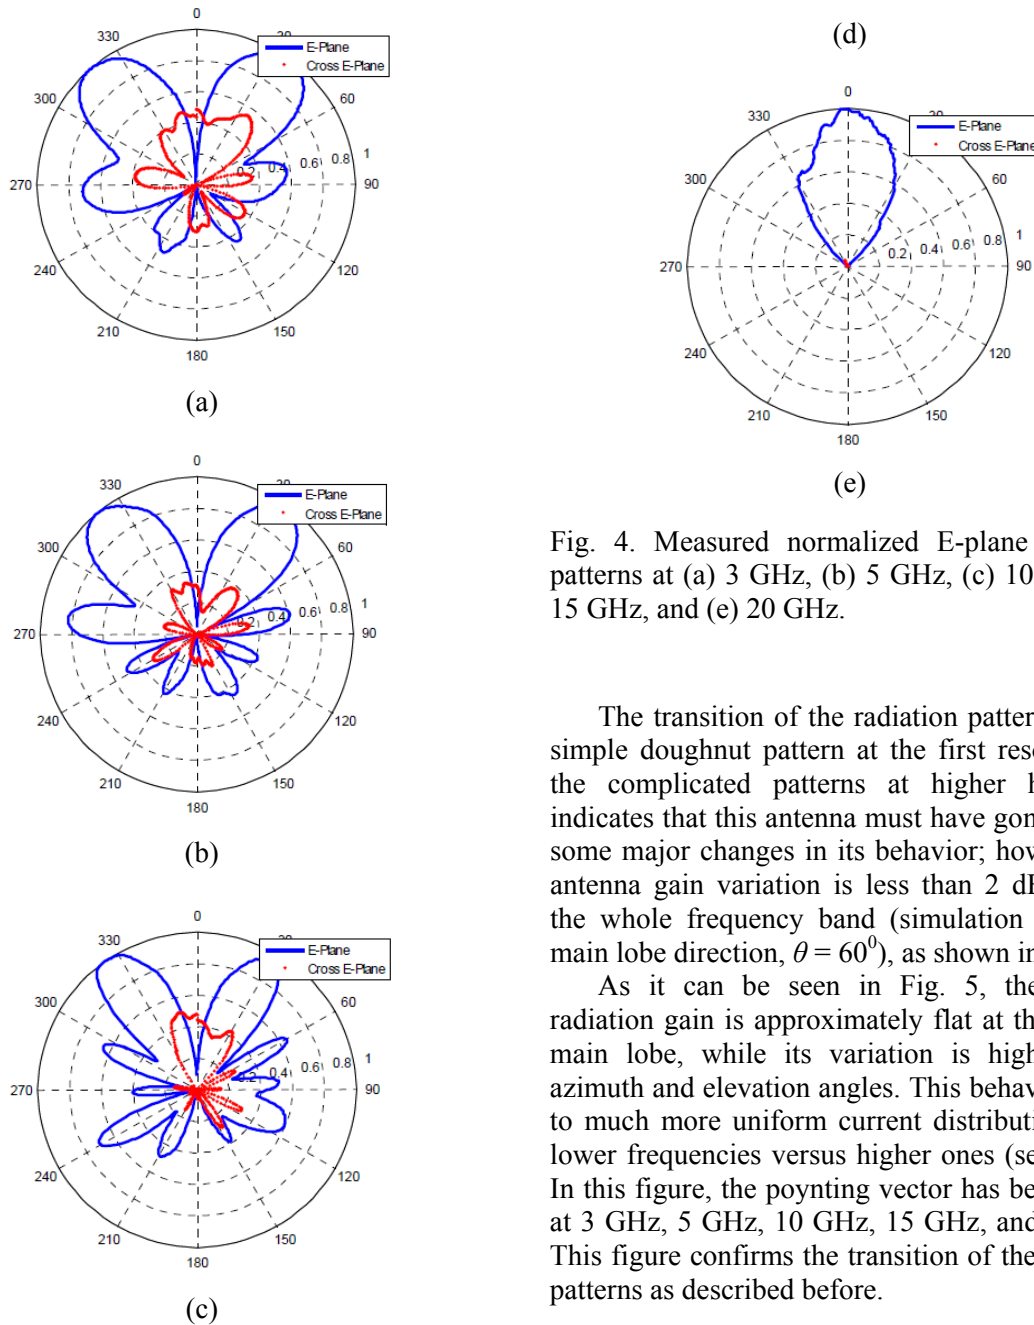 0
330
E-Plane
Cross E-Plane
300
60
0.2 0.4 0.6 0.8 1
270
90
240
120
210
150
180
(a)
0
330
E-Plane
Cross E-Plane
300
60
0.2 0.4 0.6 0.8 1
270
90
240
120
210
150
180
(b)
0
330
E-Plane
Cross E-Plane
300
60
0.2 0.4 0.6 0.8 1
270
90
240
120
210
150
180
(c)
(d)
0
330
E-Plane
Cross E-Plane
300
60
0.2 0.4 0.6 0.8 1
270
90
240
120
210
150
180
(e)
Fig. 4. Measured normalized E-plane
patterns at (a) 3 GHz, (b) 5 GHz, (c) 10
15 GHz, and (e) 20 GHz.
The transition of the radiation patter
simple doughnut pattern at the first reso
the complicated patterns at higher h
indicates that this antenna must have gon
some major changes in its behavior; how
antenna gain variation is less than 2 dB
the whole frequency band (simulation
main lobe direction, θ = 60⁰), as shown in
As it can be seen in Fig. 5, the
radiation gain is approximately flat at th
main lobe, while its variation is high
azimuth and elevation angles. This behav
to much more uniform current distributi
lower frequencies versus higher ones (se
In this figure, the poynting vector has be
at 3 GHz, 5 GHz, 10 GHz, 15 GHz, and
This figure confirms the transition of the
patterns as described before.